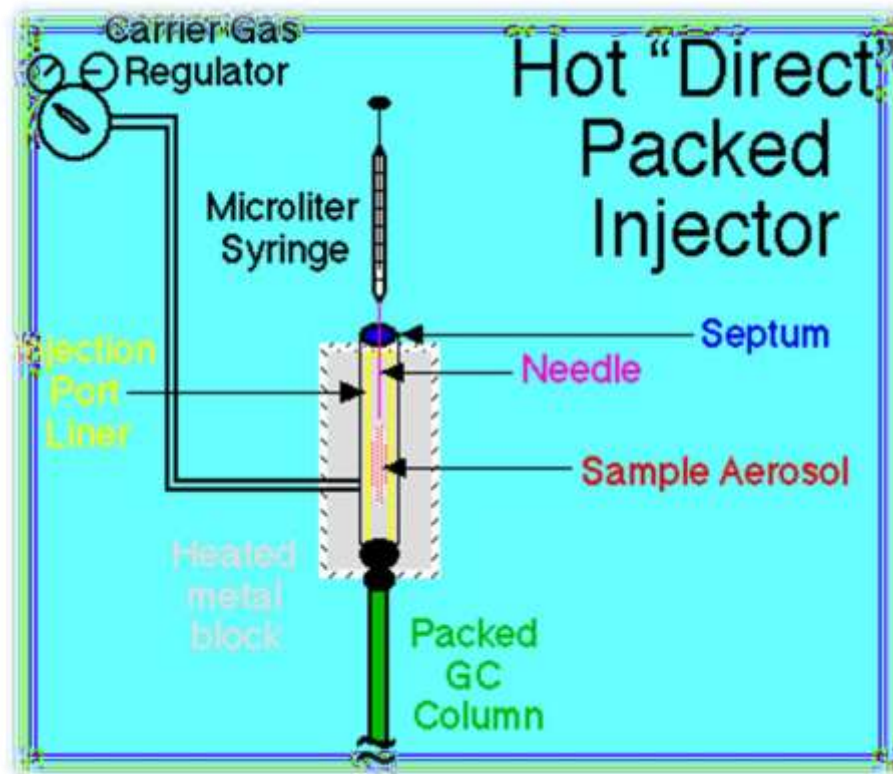 Carrier Gas
Regulator
Hot “Direct”
Packed
Injector
Microliter
Syringe
Septum
Injection
Port
Liner
Needle
Sample Aerosol
Heated
metal
block
Packed
GC
Column